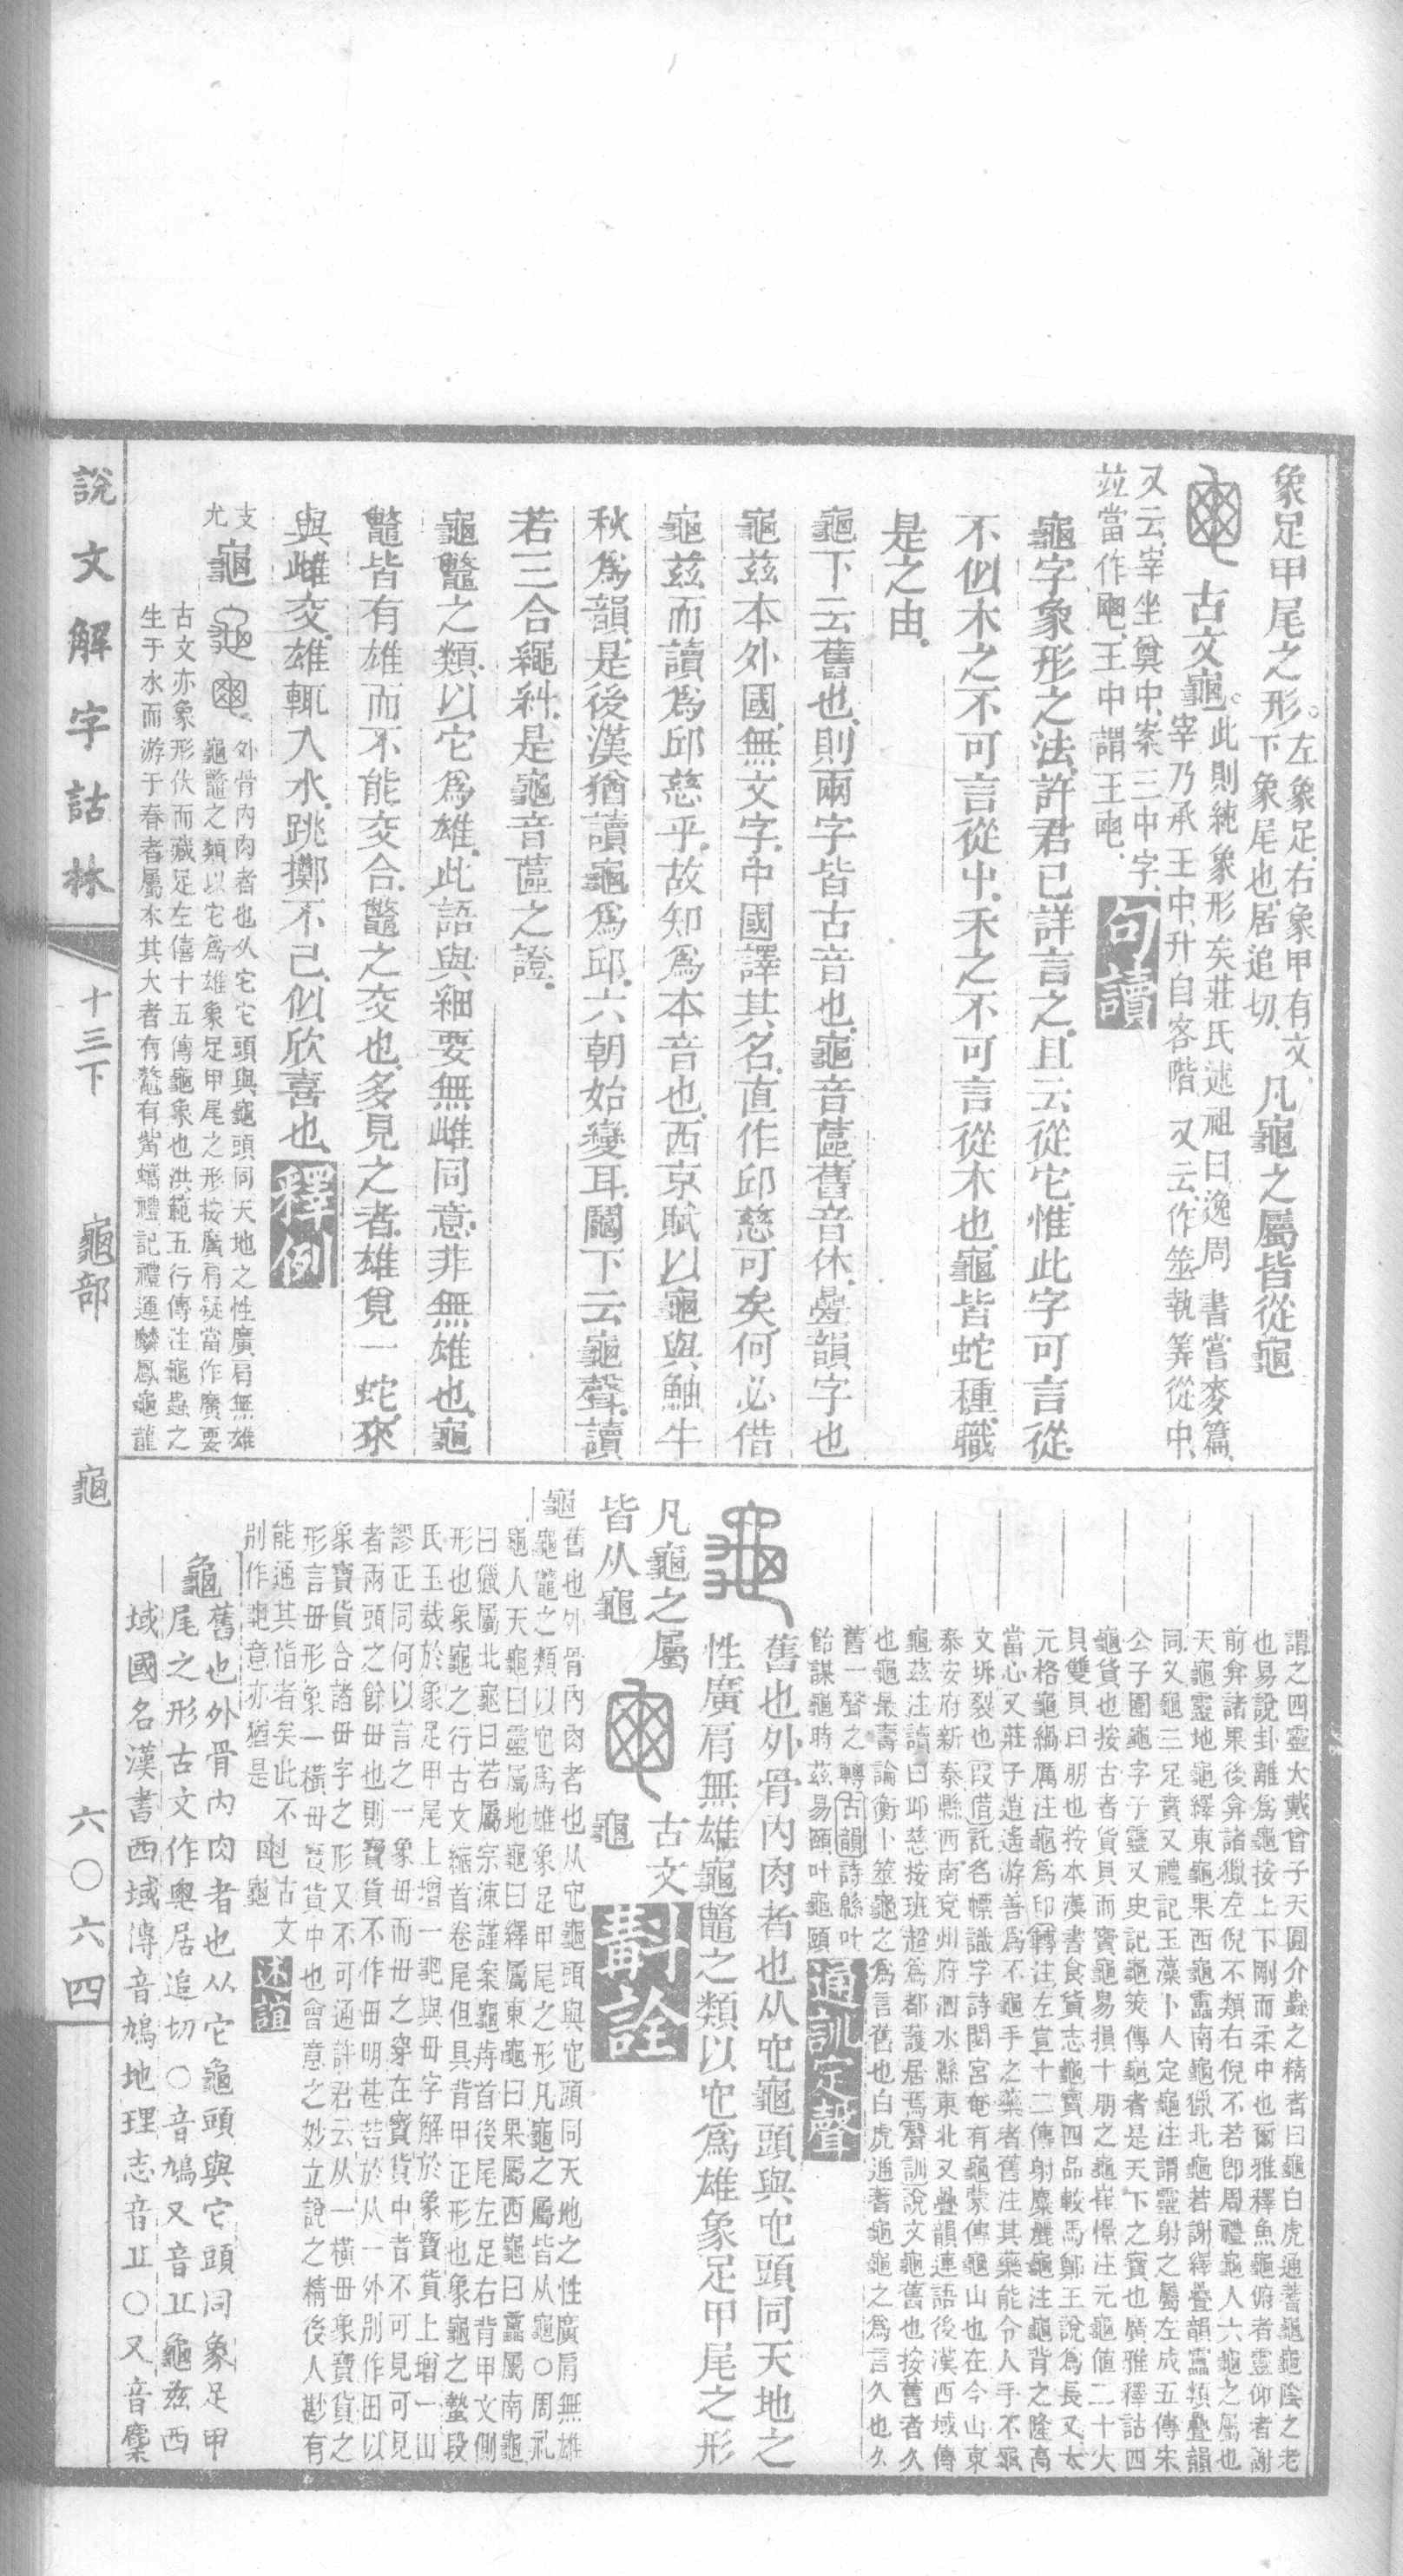 象足甲尾之形。左象足、右象甲有文、
下象尾也、居追切、凡龜之屬皆從龜
古文龜。此則純象形矣莊氏述祖曰逸周書嘗麥篇、
宰乃承王中、升自客階、又云、作筮執筭從中、
又云、宰坐奠中、案三中字、
竝當作𠁴、王中謂王𠁴、句讀
龜字象形之法、許君已詳言之、且云從它、惟此字可言從、
不似木之不可言從屮、禾之不可言從木也、龜皆蛇種、職
是之由、
龜下云舊也、則兩字皆古音也、龜音蓲、舊音休、疊韻字也
龜兹本外國、無文字、中國譯其名、直作邱慈可矣、何必借
龜兹而讀爲邱慈乎、故知爲本音也、西京賦以龜與觓牛
秋爲韻、是後漢猶讀龜爲邱、六朝始變耳、鬮下云龜聲、讀
若三合繩糾、是龜音蓲之證、
龜鼈之類、以它爲雄、此語與細要無雌同意、非無雄也、龜
鼈皆有雄而不能交合、鼈之交也、多見之者、雄覓一蛇、來
與雌交、雄輒入水、跳擲不已、似欣喜也 釋例
支尤 龜 外骨內肉者也从它它頭與龜頭同天地之性廣肩無雄
龜鼈之類以它爲雄象足甲尾之形按廣肩疑當作廣要
古文亦象形伏而藏足左僖十五傳龜象也洪範五行傳注龜蟲之
生于水而游于春者屬木其大者有鼇有觜蠵禮記禮運麟鳳龜龍
說文解字詁林 十三下 龜部 龜 六〇六四
謂之四靈大戴曾子天圓介蟲之精者曰龜白虎通蓍龜龜陰之老
也易說卦離爲龜按上下剛而柔中也爾雅釋魚龜俯者靈仰者謝
前弇諸果後弇諸獵左倪不類右倪不若卽周禮龜人六龜之屬也
天龜靈地龜繹東龜果西龜靁南龜獵北龜若謝繹疊韻靁類疊韻
同又龜三足賁又禮記玉藻卜人定龜注謂靈射之屬左成五傳宋
公子圍龜字子靈又史記龜筴傳龜者是天下之寶也廣雅釋詁四
龜貨也按古者貨貝而寶龜易損十朋之龜崔憬注元龜值二十大
貝雙貝曰朋也按本漢書食貨志龜寶四品較馬鄭王說爲長又太
元格龜緺厲注龜爲印轉注左宣十二傳射麋麗龜注龜背之隆高
當心又莊子逍遙游善爲不龜手之藥者舊注其藥能令人手不龜
文坼裂也叚借託名幖識字詩閟宮奄有龜蒙傳龜山也在今山東
泰安府新泰縣西南兗州府泗水縣東北又疊韻連語後漢西域傳
龜茲注讀曰邱慈按班超爲都護居焉聲訓說文龜舊也按舊者久
也龜最壽論衡卜筮龜之爲言舊也白虎通蓍龜龜之爲言久也久
舊一聲之轉古韻詩緜叶
飴謀龜時茲易頤叶龜頤 通訓定聲
舊也外骨內肉者也从它龜頭與它頭同天地之
性廣肩無雄龜鼈之類以它爲雄象足甲尾之形
凡龜之屬
皆从龜 古文
龜 斠詮
龜 舊也外骨內肉者也从它龜頭與它頭同天地之性廣肩無雄
龜鼈之類以它爲雄象足甲尾之形凡龜之屬皆从龜〇周禮
龜人天龜曰靈屬地龜曰繹屬東龜曰果屬西龜曰靁屬南龜
曰獵屬北龜曰若屬宗涑謹案龜侈首後尾左足右背甲文側
形也象龜之行古文縮首卷尾但具背甲正形也象龜之蟄段
氏玉裁於象足甲尾上增一𪓑與毌字解於象寶貨上增一毌
謬正同何以言之一象毌而毌之穿在寶貨中者不可見可見
者兩頭之餘毌也則寶貨不作田明甚若於从一外別作田以
象寶貨合諸毌字之形又不可通許君云从一橫毌象寶貨之
形言毌形象一橫毌寶貨中也會意之妙立說之精後人尠有
能通其恉者矣此不古文
別作龜意亦猶是 述誼
龜 舊也外骨內肉者也从它龜頭與它頭同象足甲
尾之形古文作居追切〇音鳩又音丘龜茲西
域國名漢書西域傳音鳩地理志音丘〇又音麇